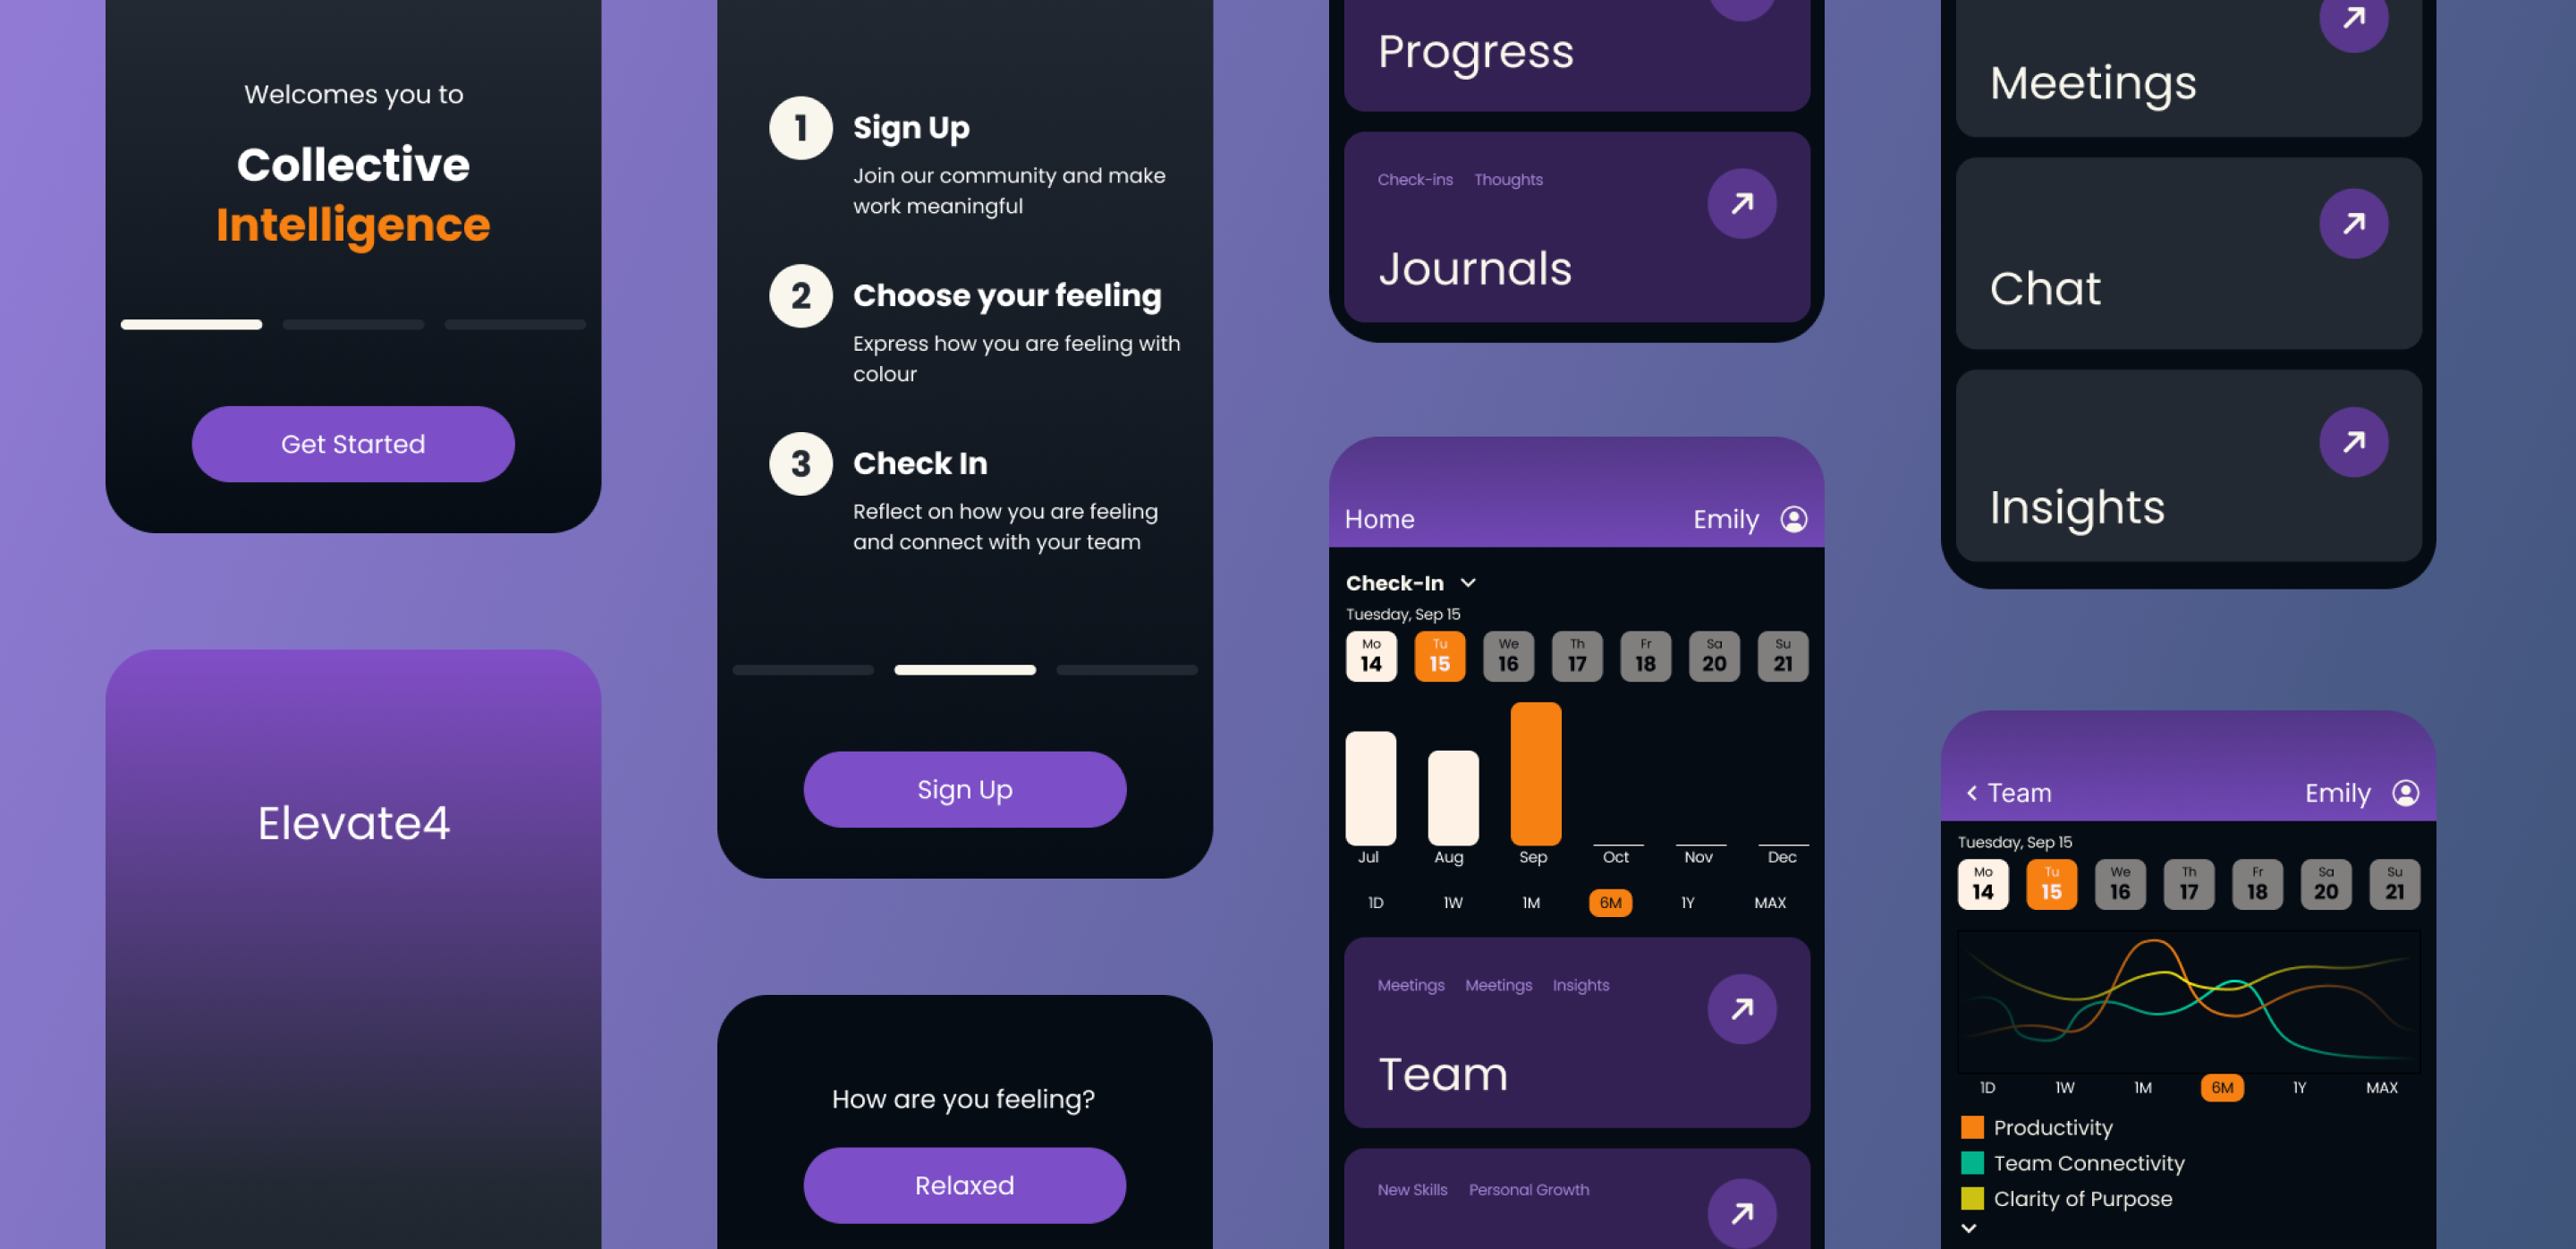 Welcomes you to
Collective
Intelligence
Get Started
Elevate4
1 Sign Up
Join our community and make
work meaningful
2 Choose your feeling
Express how you are feeling with
colour
3 Check In
Reflect on how you are feeling
and connect with your team
Sign Up
How are you feeling?
Relaxed
Progress
Check-ins Thoughts
Journals
Home Emily
Check-In
Tuesday, Sep 15
Mo Tu We Th Fr Sa Su
14 15 16 17 18 20 21
Jul Aug Sep Oct Nov Dec
1D 1W 1M 6M 1Y MAX
Meetings Meetings Insights
Team
New Skills Personal Growth
Meetings
Chat
Insights
Team Emily
Tuesday, Sep 15
Mo Tu We Th Fr Sa Su
14 15 16 17 18 20 21
1D 1W 1M 6M 1Y MAX
Productivity
Team Connectivity
Clarity of Purpose